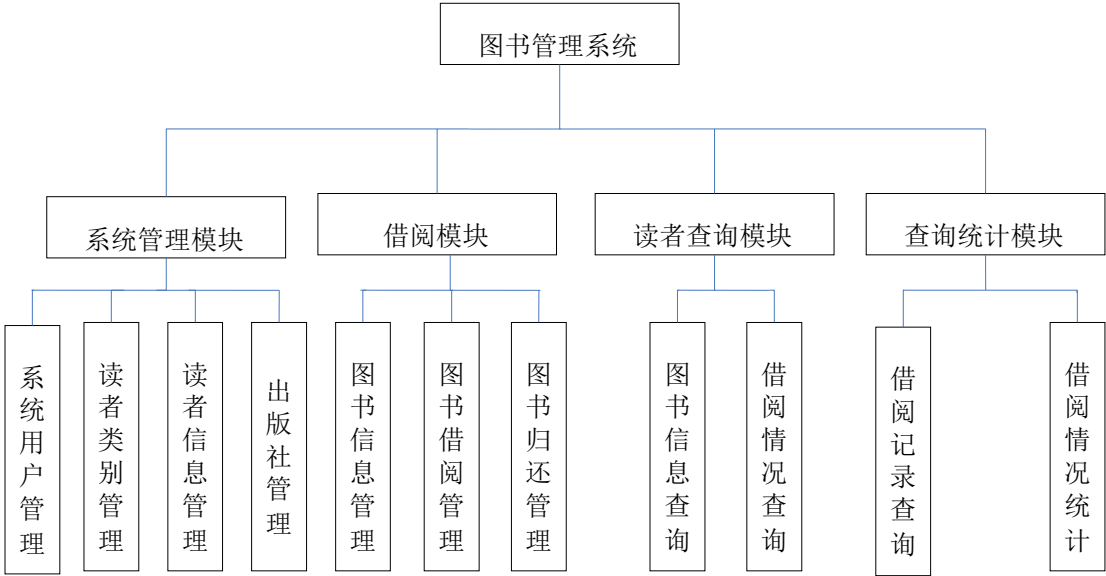 图书管理系统
系统管理模块
借阅模块
读者查询模块
查询统计模块
系统用户管理
读者类别管理
读者信息管理
出版社管理
图书信息管理
图书借阅管理
图书归还管理
图书信息查询
借阅情况查询
借阅记录查询
借阅情况统计